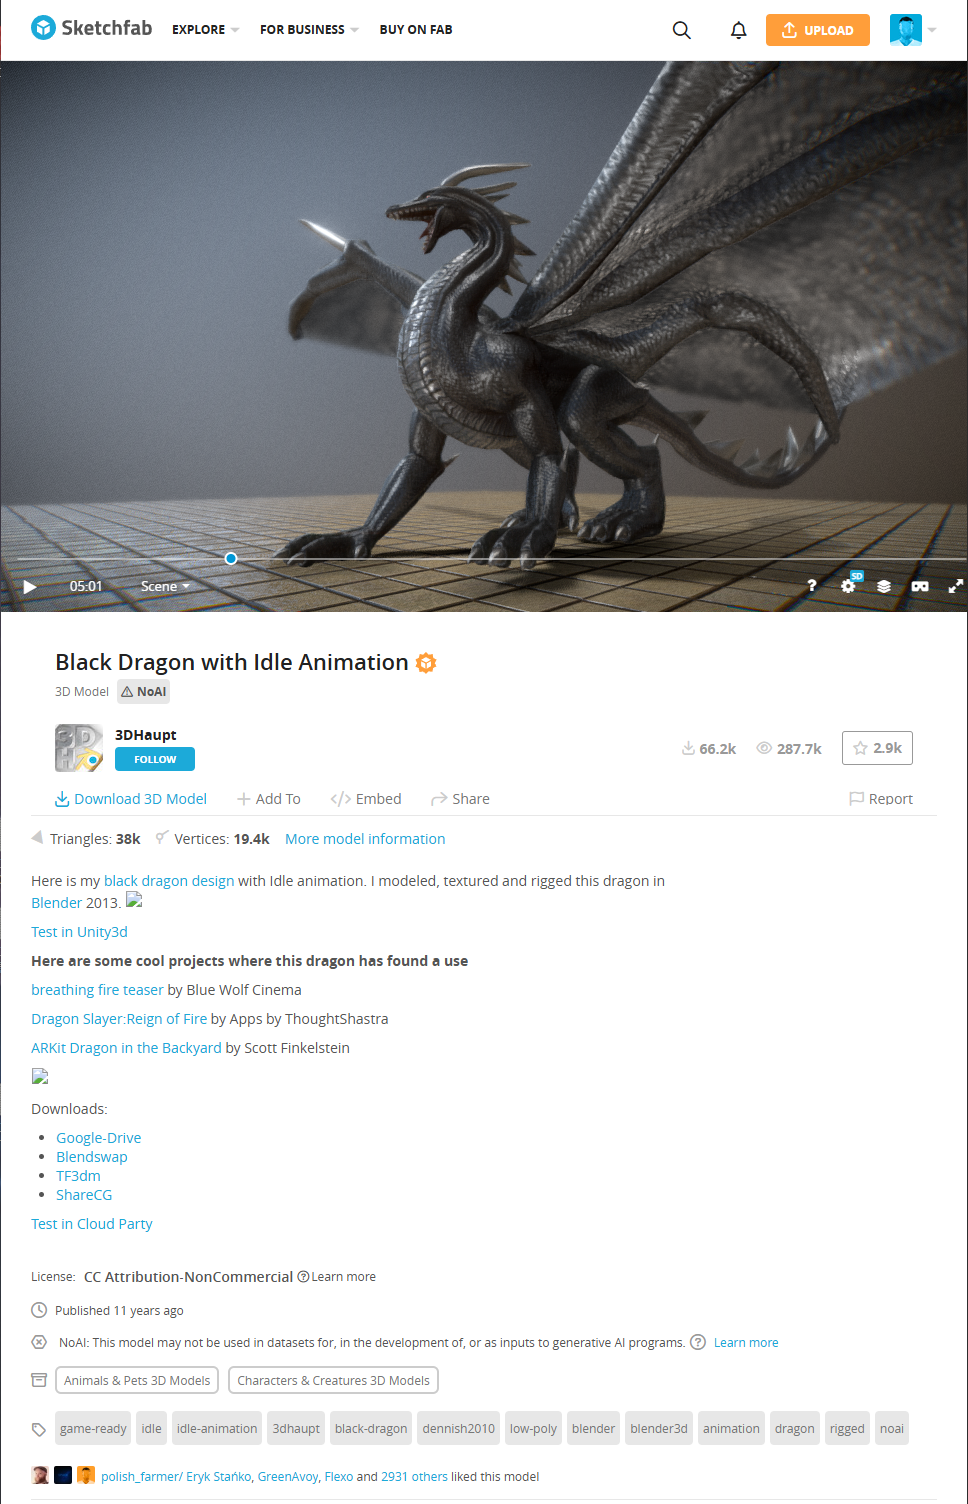 Sketchfab EXPLORE FOR BUSINESS BUY ON FAB UPLOAD
05:01 Scene ? SD
Black Dragon with Idle Animation
3D Model NoAI
3DHaupt
FOLLOW
66.2k 287.7k 2.9k
Download 3D Model Add To Embed Share Report
Triangles: 38k Vertices: 19.4k More model information
Here is my black dragon design with Idle animation. I modeled, textured and rigged this dragon in
Blender 2013.
Test in Unity3d
Here are some cool projects where this dragon has found a use
breathing fire teaser by Blue Wolf Cinema
Dragon Slayer:Reign of Fire by Apps by ThoughtShastra
ARKit Dragon in the Backyard by Scott Finkelstein
Downloads:
Google-Drive
Blendswap
TF3dm
ShareCG
Test in Cloud Party
License: CC Attribution-NonCommercial Learn more
Published 11 years ago
NoAI: This model may not be used in datasets for, in the development of, or as inputs to generative AI programs. Learn more
Animals & Pets 3D Models Characters & Creatures 3D Models
game-ready idle idle-animation 3dhaupt black-dragon dennish2010 low-poly blender blender3d animation dragon rigged noai
polish_farmer/ Eryk Stańko, GreenAvoy, Flexo and 2931 others liked this model